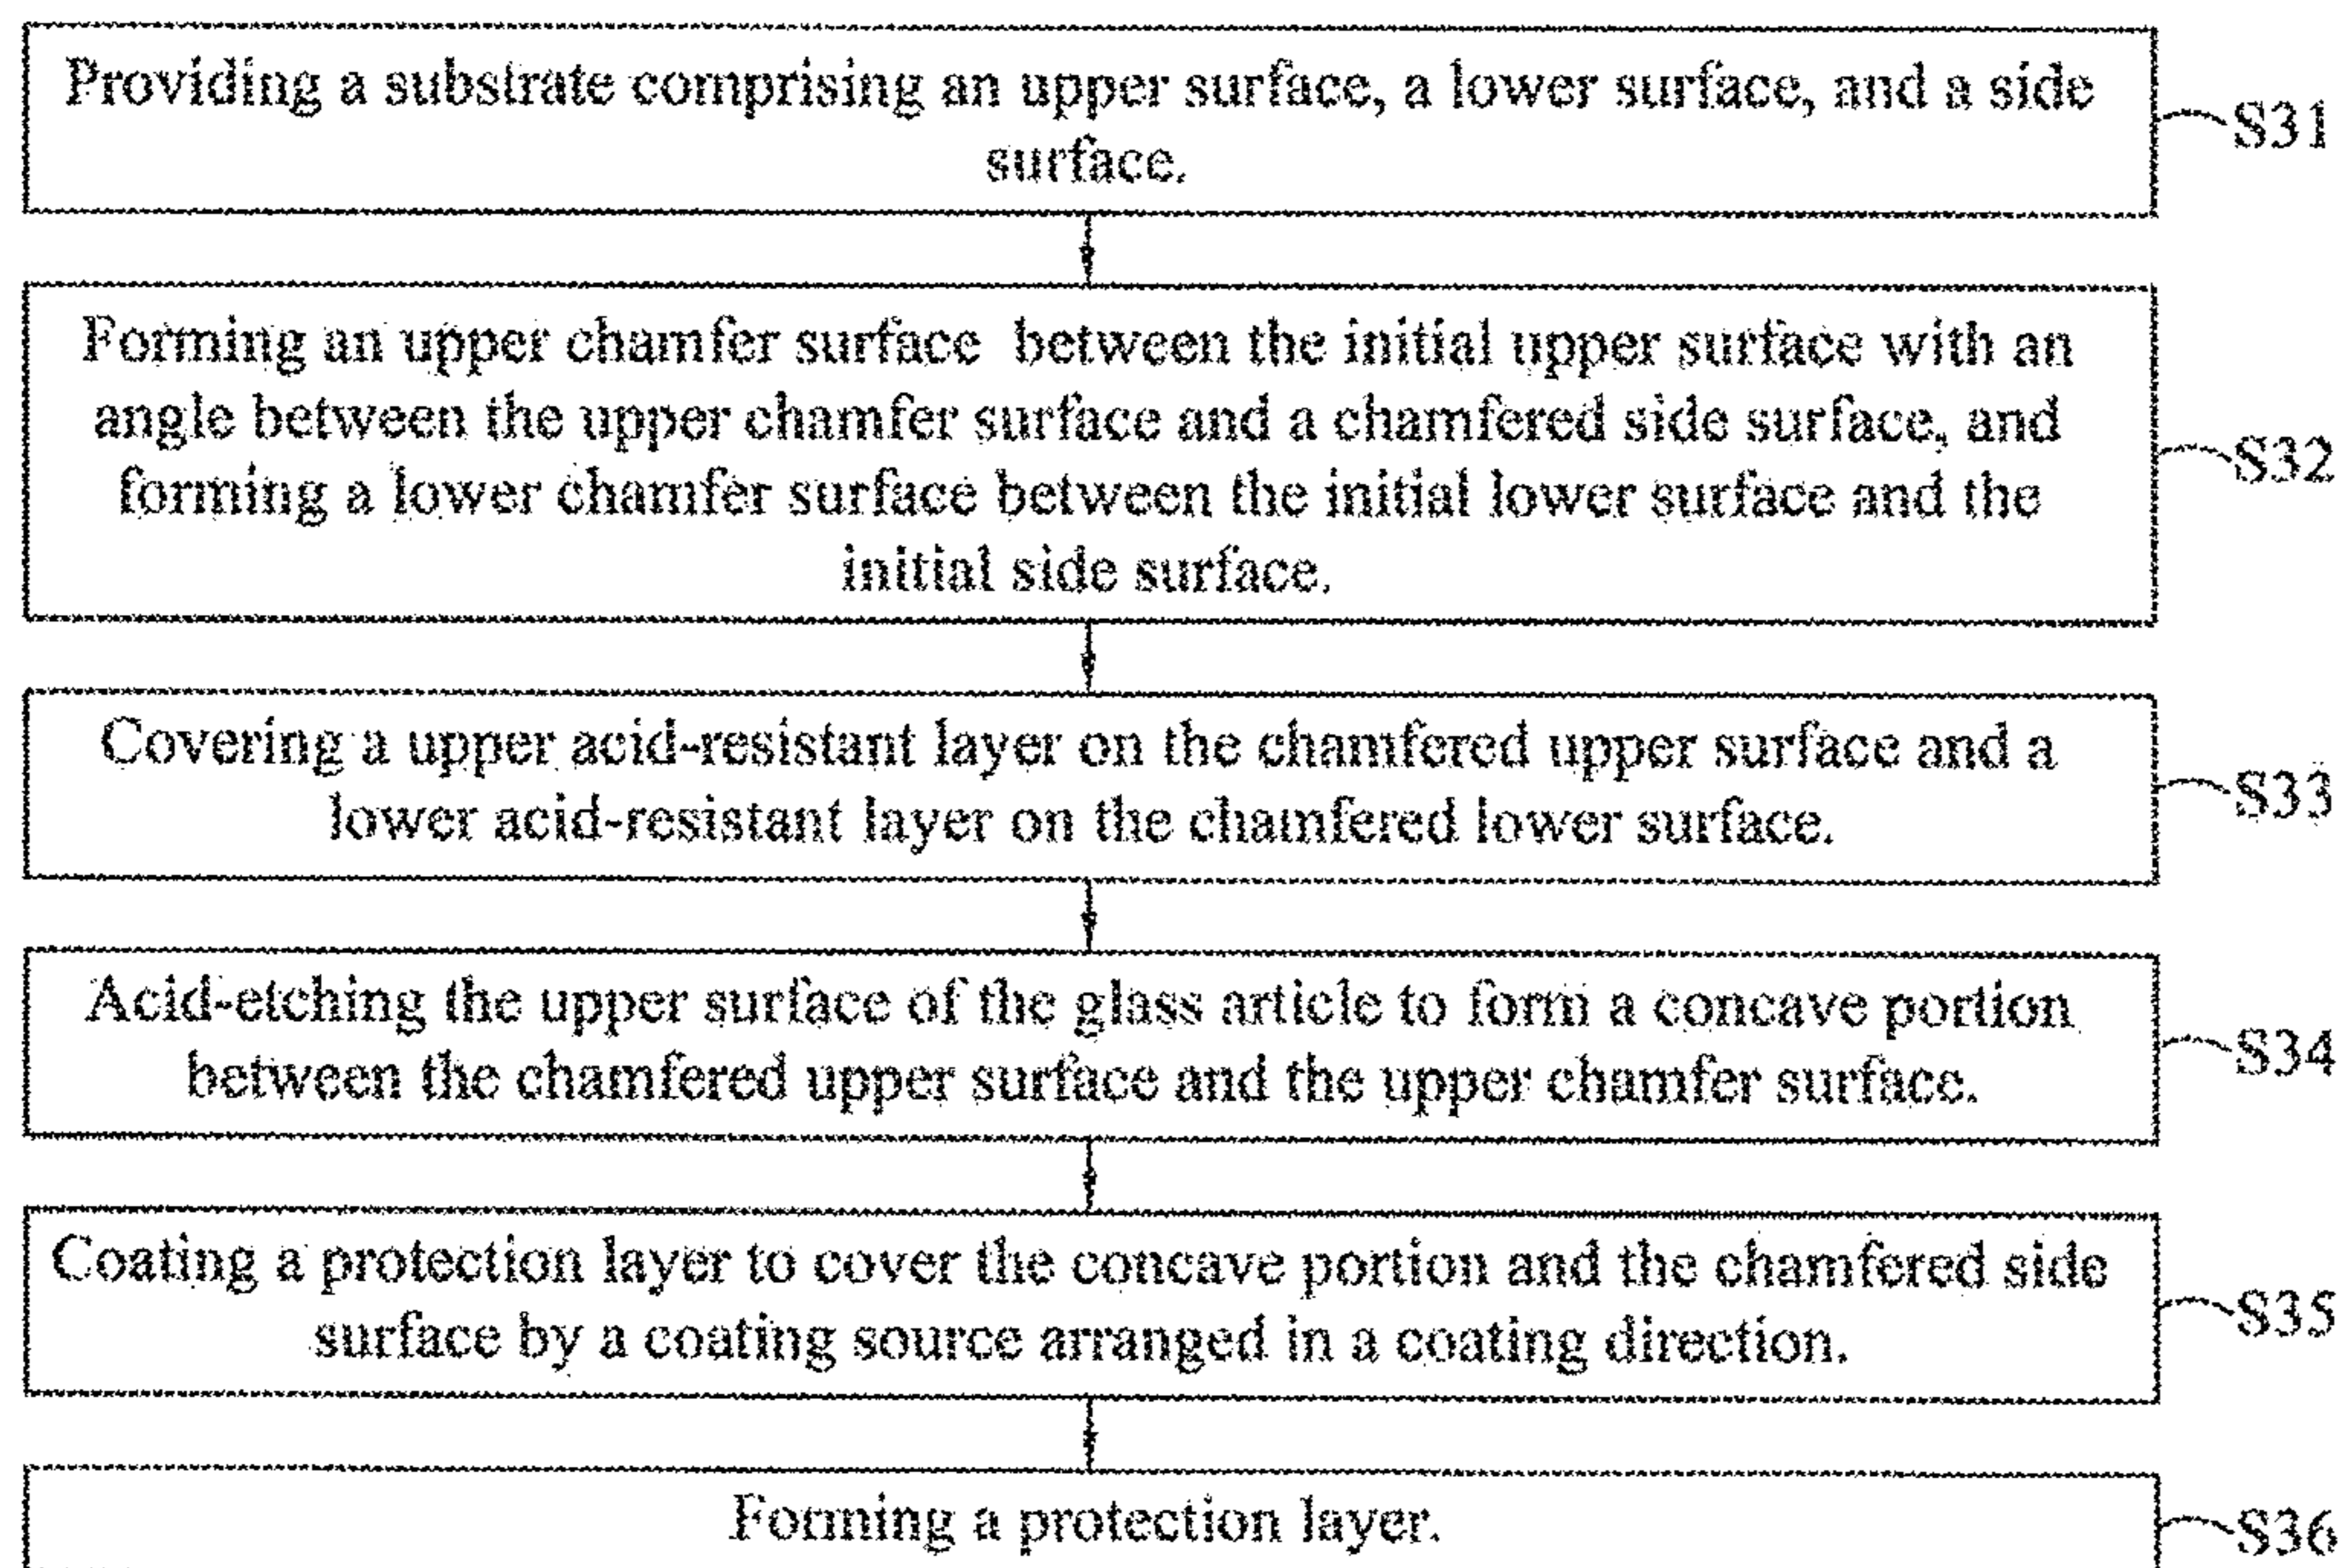 Providing a substrate comprising an upper surface, a lower surface, and a side
surface.
S31
Forming an upper chamfer surface between the initial upper surface with an
angle between the upper chamfer surface and a chamfered side surface, and
forming a lower chamfer surface between the initial lower surface and the
initial side surface.
S32
Covering a upper acid-resistant layer on the chamfered upper surface and a
lower acid-resistant layer on the chamfered lower surface.
S33
Acid-etching the upper surface of the glass article to form a concave portion
between the chamfered upper surface and the upper chamfer surface.
S34
Coating a protection layer to cover the concave portion and the chamfered side
surface by a coating source arranged in a coating direction.
S35
Forming a protection layer.
S36